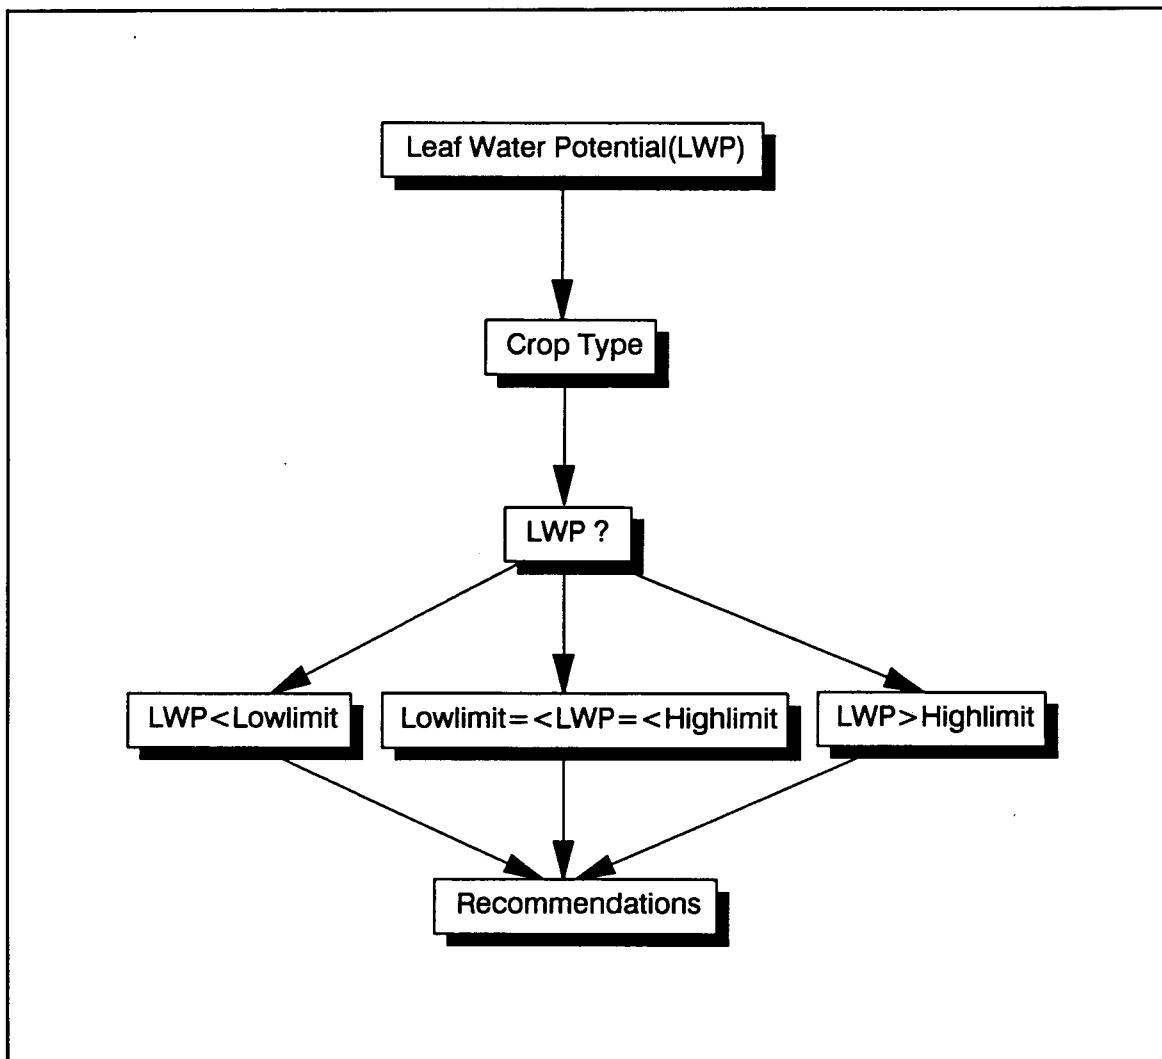 Leaf Water Potential(LWP)
Crop Type
LWP ?
LWP<Lowlimit
Lowlimit=<LWP=<Highlimit
LWP>Highlimit
Recommendations